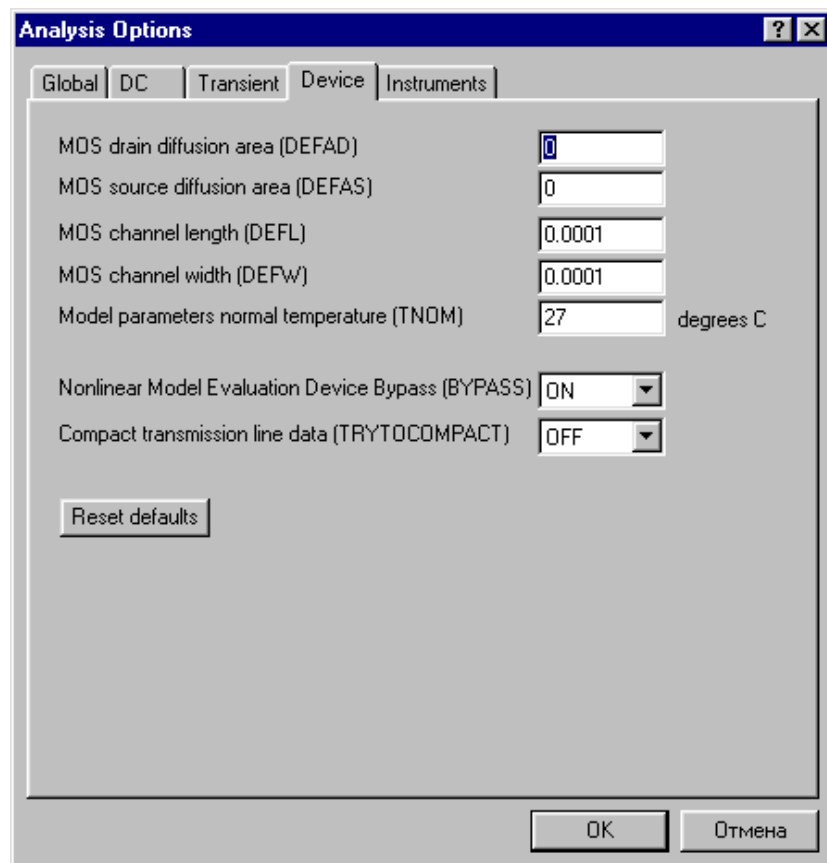 Analysis Options
Global DC Transient Device Instruments
MOS drain diffusion area (DEFAD) 0
MOS source diffusion area (DEFAS) 0
MOS channel length (DEFL) 0.0001
MOS channel width (DEFW) 0.0001
Model parameters normal temperature (TNOM) 27 degrees C
Nonlinear Model Evaluation Device Bypass (BYPASS) ON
Compact transmission line data (TRYTOCOMPACT) OFF
Reset defaults
OK Отмена